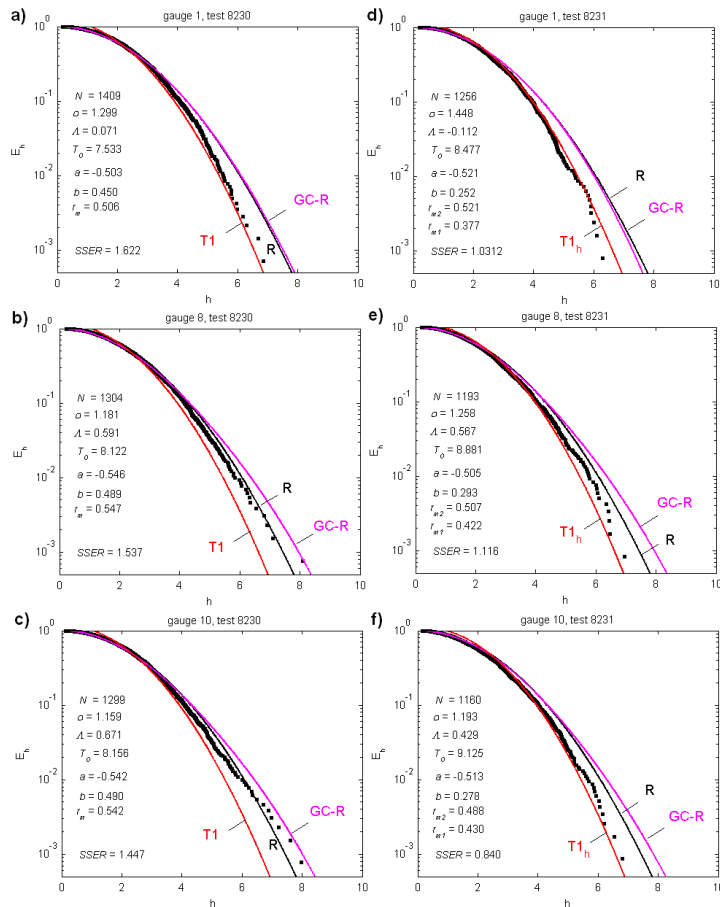 a)
gauge 1, test 8230
10⁰
10⁻¹
10⁻²
10⁻³
E_h
N = 1409
σ = 1.299
Λ = 0.071
T_0 = 7.533
a = -0.503
b = 0.450
r_m = 0.506
SSER = 1.622
T1
R
GC-R
0 2 4 6 8 10
h
d)
gauge 1, test 8231
10⁰
10⁻¹
10⁻²
10⁻³
E_h
N = 1256
σ = 1.448
Λ = -0.112
T_0 = 8.477
a = -0.521
b = 0.252
r_m2 = 0.521
r_m1 = 0.377
SSER = 1.0312
T1_h
R
GC-R
0 2 4 6 8 10
h
b)
gauge 8, test 8230
10⁰
10⁻¹
10⁻²
10⁻³
E_h
N = 1304
σ = 1.181
Λ = 0.591
T_0 = 8.122
a = -0.546
b = 0.489
r_m = 0.547
SSER = 1.537
T1
R
GC-R
0 2 4 6 8 10
h
e)
gauge 8, test 8231
10⁰
10⁻¹
10⁻²
10⁻³
E_h
N = 1193
σ = 1.258
Λ = 0.567
T_0 = 8.881
a = -0.505
b = 0.293
r_m2 = 0.507
r_m1 = 0.422
SSER = 1.116
T1_h
R
GC-R
0 2 4 6 8 10
h
c)
gauge 10, test 8230
10⁰
10⁻¹
10⁻²
10⁻³
E_h
N = 1299
σ = 1.159
Λ = 0.671
T_0 = 8.156
a = -0.542
b = 0.490
r_m = 0.542
SSER = 1.447
T1
R
GC-R
0 2 4 6 8 10
h
f)
gauge 10, test 8231
10⁰
10⁻¹
10⁻²
10⁻³
E_h
N = 1160
σ = 1.193
Λ = 0.429
T_0 = 9.125
a = -0.513
b = 0.278
r_m2 = 0.488
r_m1 = 0.430
SSER = 0.840
T1_h
R
GC-R
0 2 4 6 8 10
h